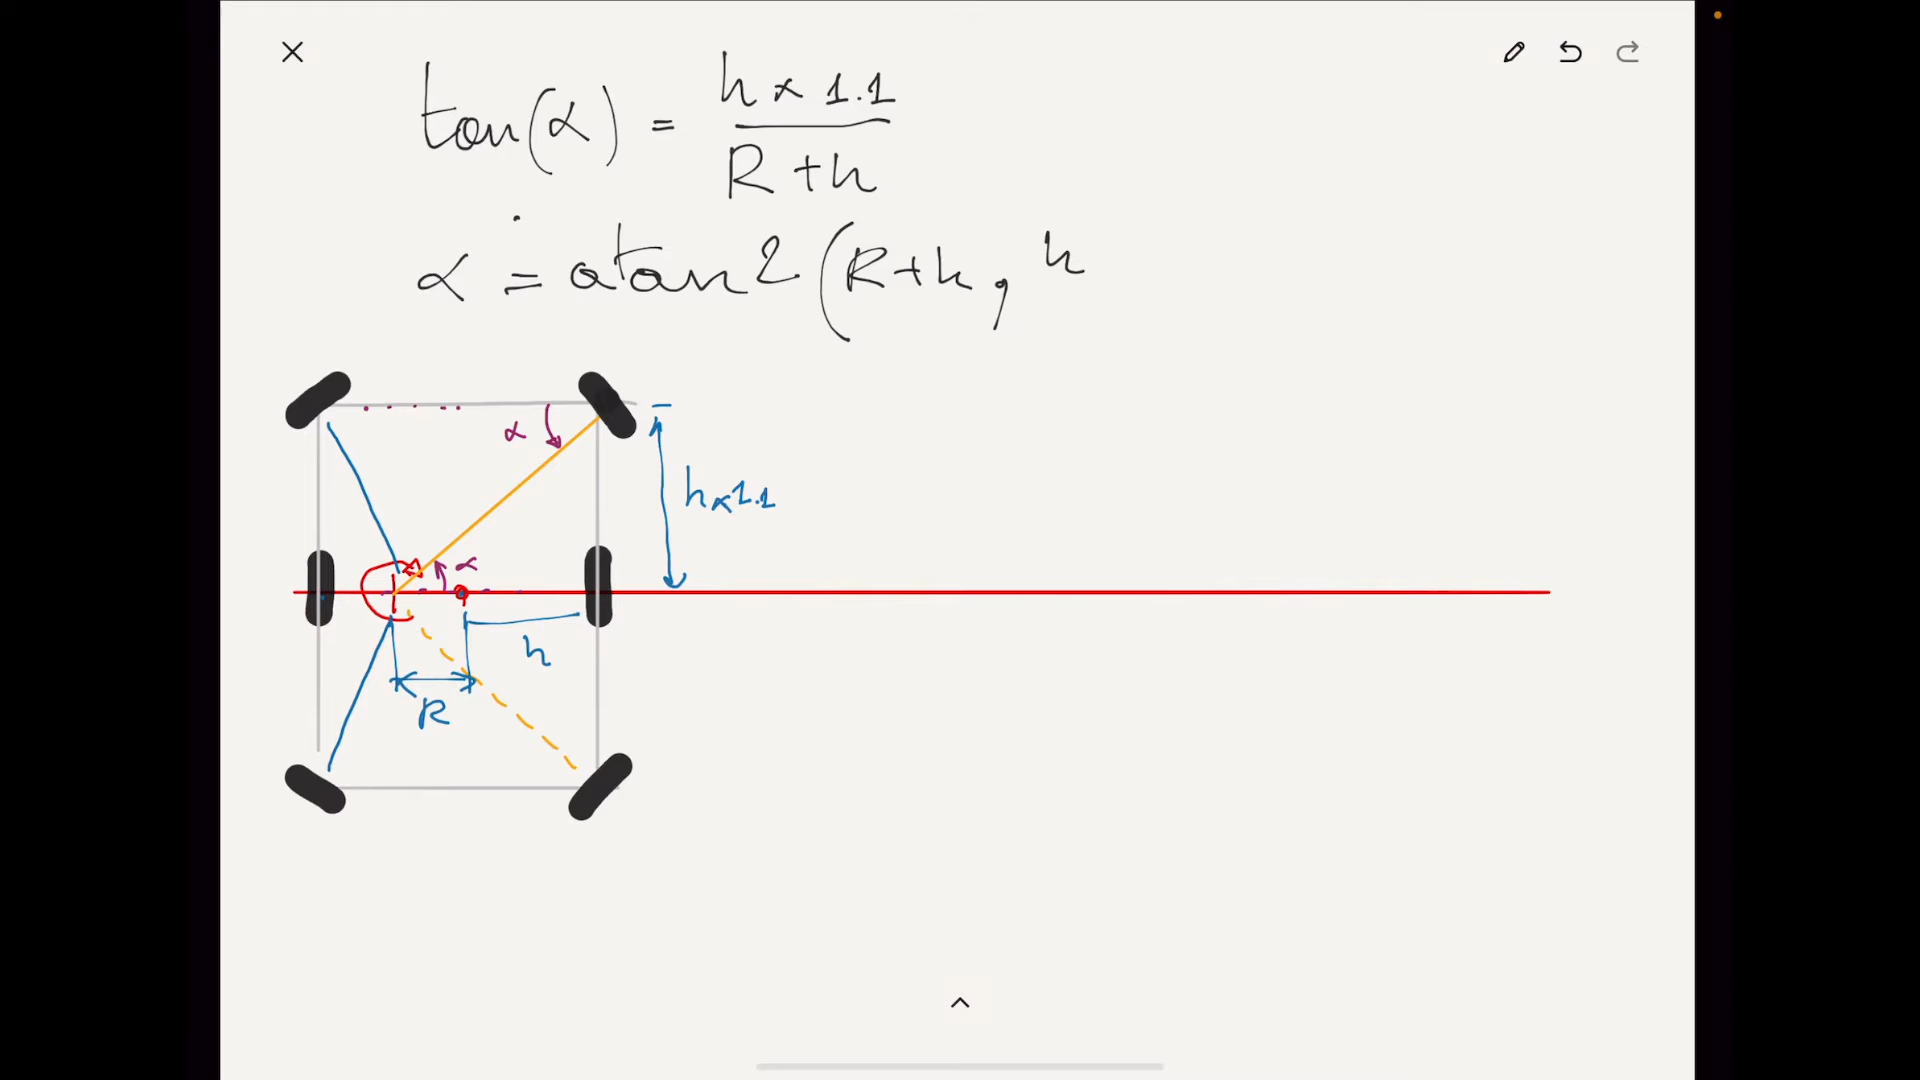 tan(α) = h × 1.1 / R + h
α = atan2 (R+h, h
α
h×1.1
α
h
R